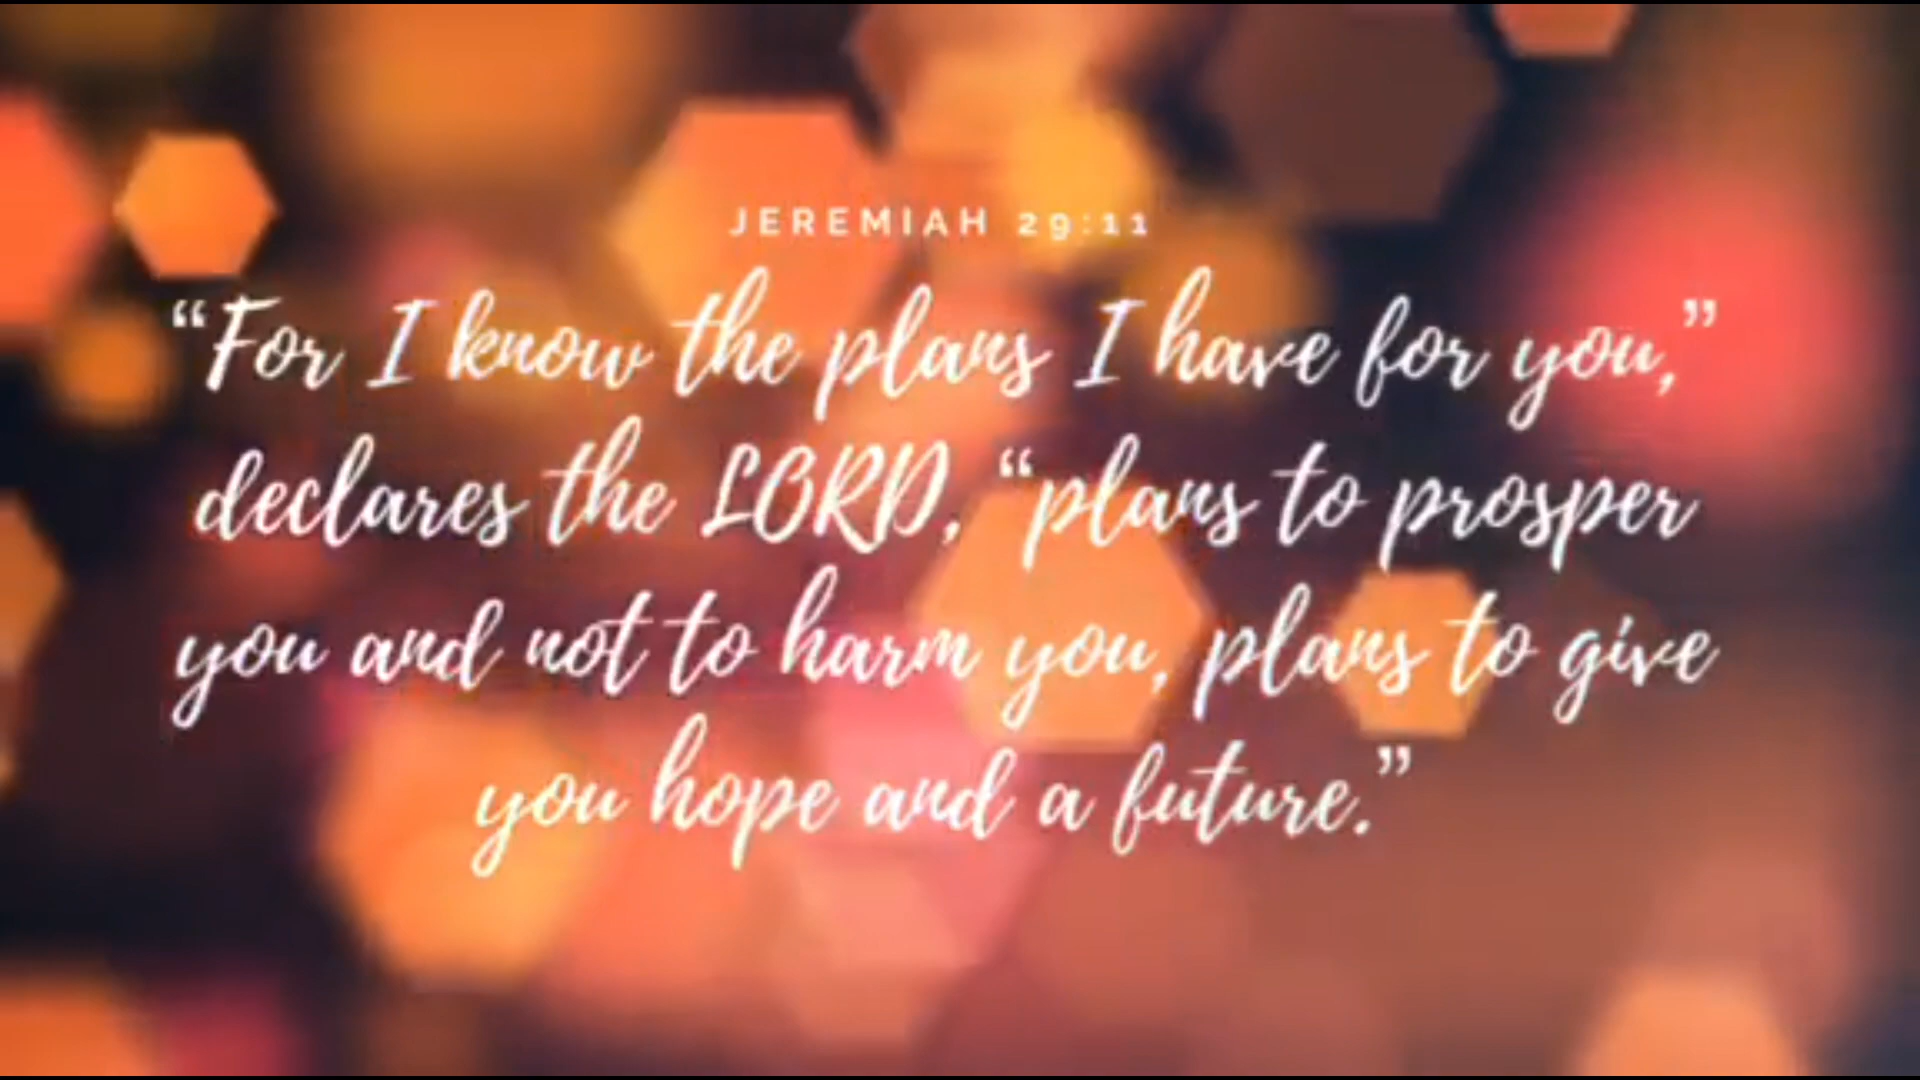 JEREMIAH 29:11
“For I know the plans I have for you,”
declares the LORD, “plans to prosper
you and not to harm you, plans to give
you hope and a future.”